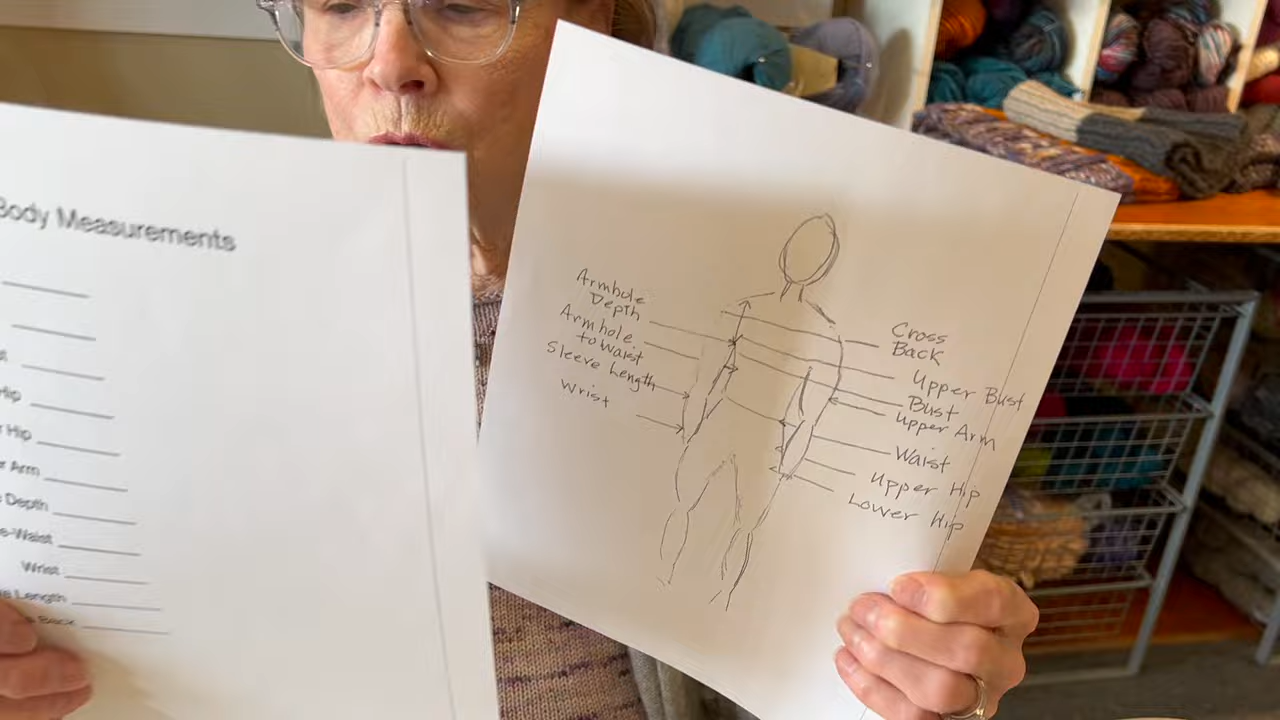 Body Measurements
Hip
Hip
Arm
Depth
-Waist
Wrist
Length
Back
Armhole
Depth
Armhole
to Waist
Sleeve Length
Wrist
Cross
Back
Upper Bust
Bust
Upper Arm
Waist
Upper Hip
Lower Hip